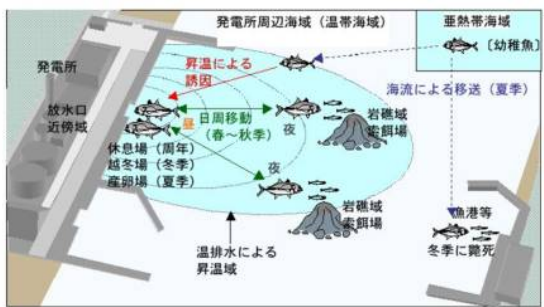 発電所周辺海域（温帯海域）
亜熱帯海域
〔幼稚魚〕
発電所
昇温による
誘因
海流による移送（夏季）
放水口
近傍域
昼
日周移動
（春～秋季）
夜
岩礁域
索餌場
休息場（周年）
越冬場（冬季）
産卵場（夏季）
夜
岩礁域
索餌場
漁港等
冬季に斃死
温排水による
昇温域